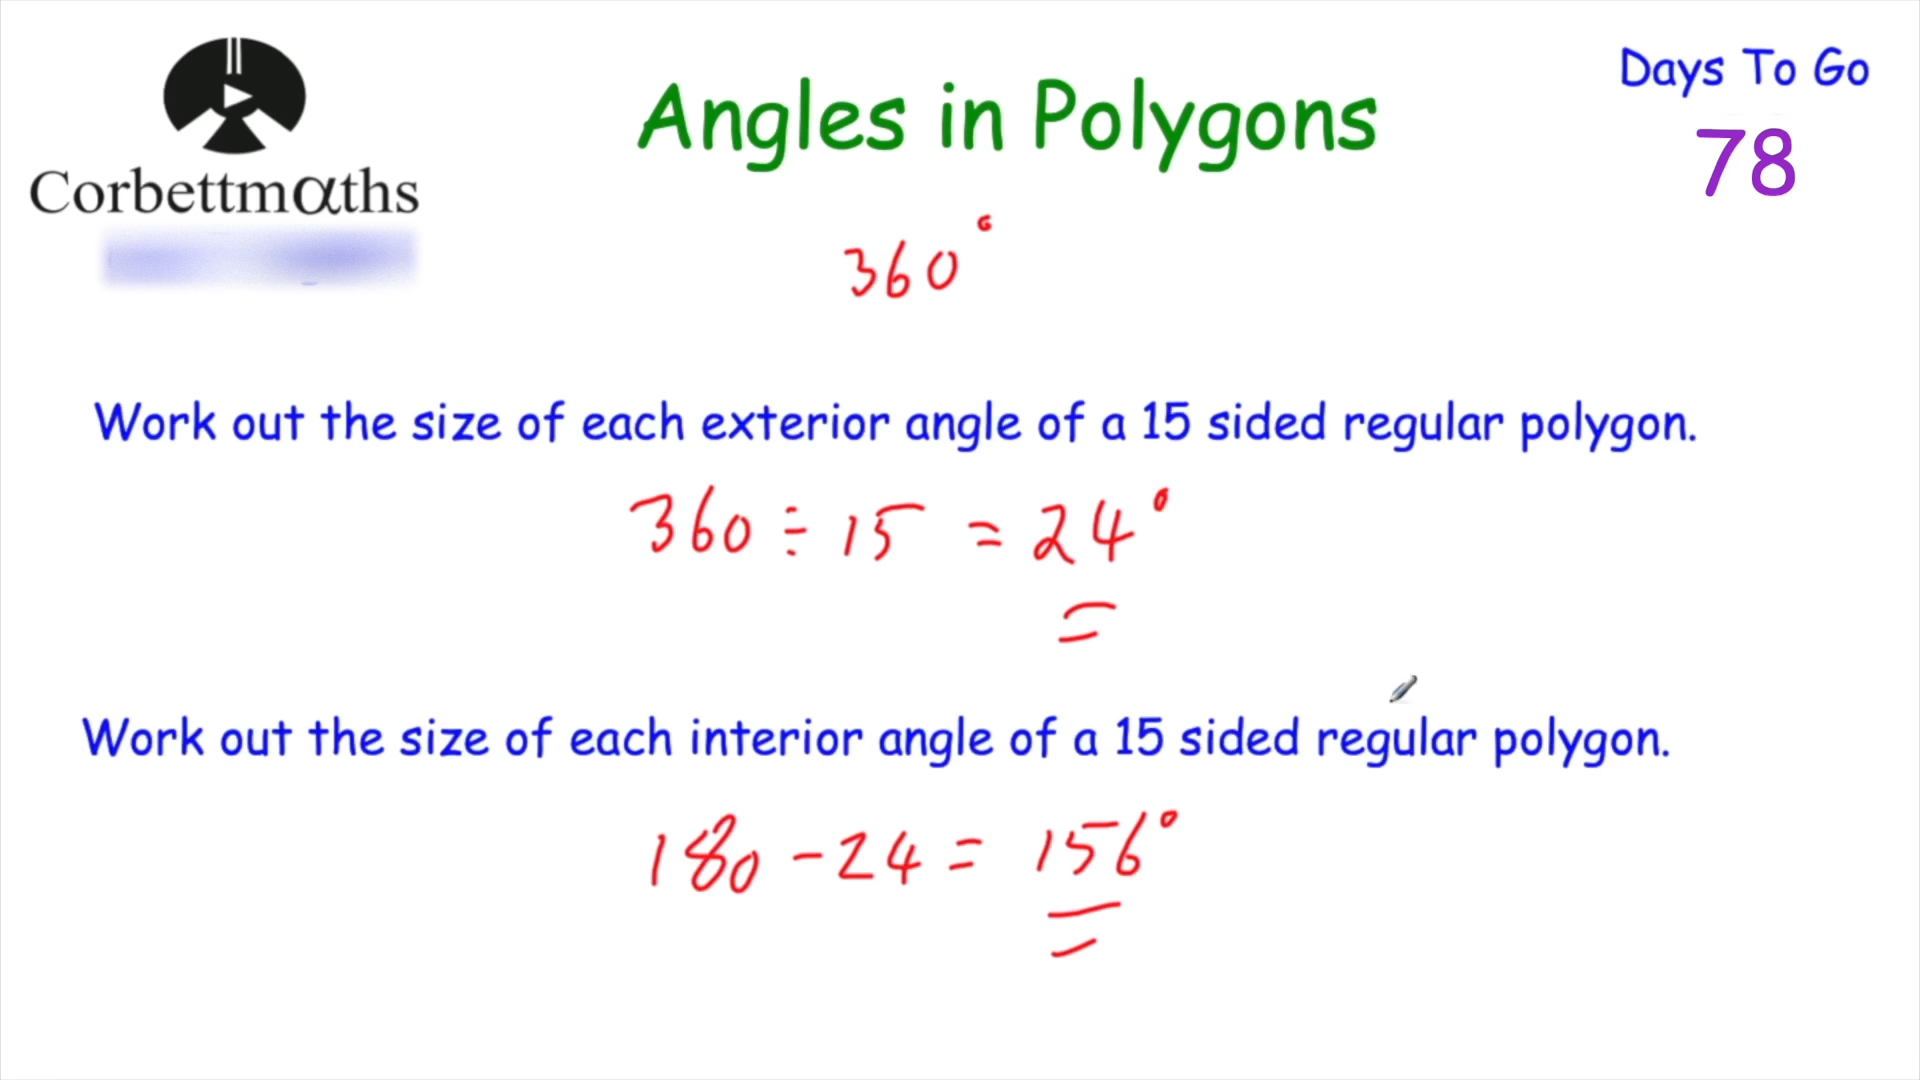 Corbettmαths
Angles in Polygons
Days To Go
78
360°
Work out the size of each exterior angle of a 15 sided regular polygon.
360 ÷ 15 = 24°
Work out the size of each interior angle of a 15 sided regular polygon.
180 - 24 = 156°